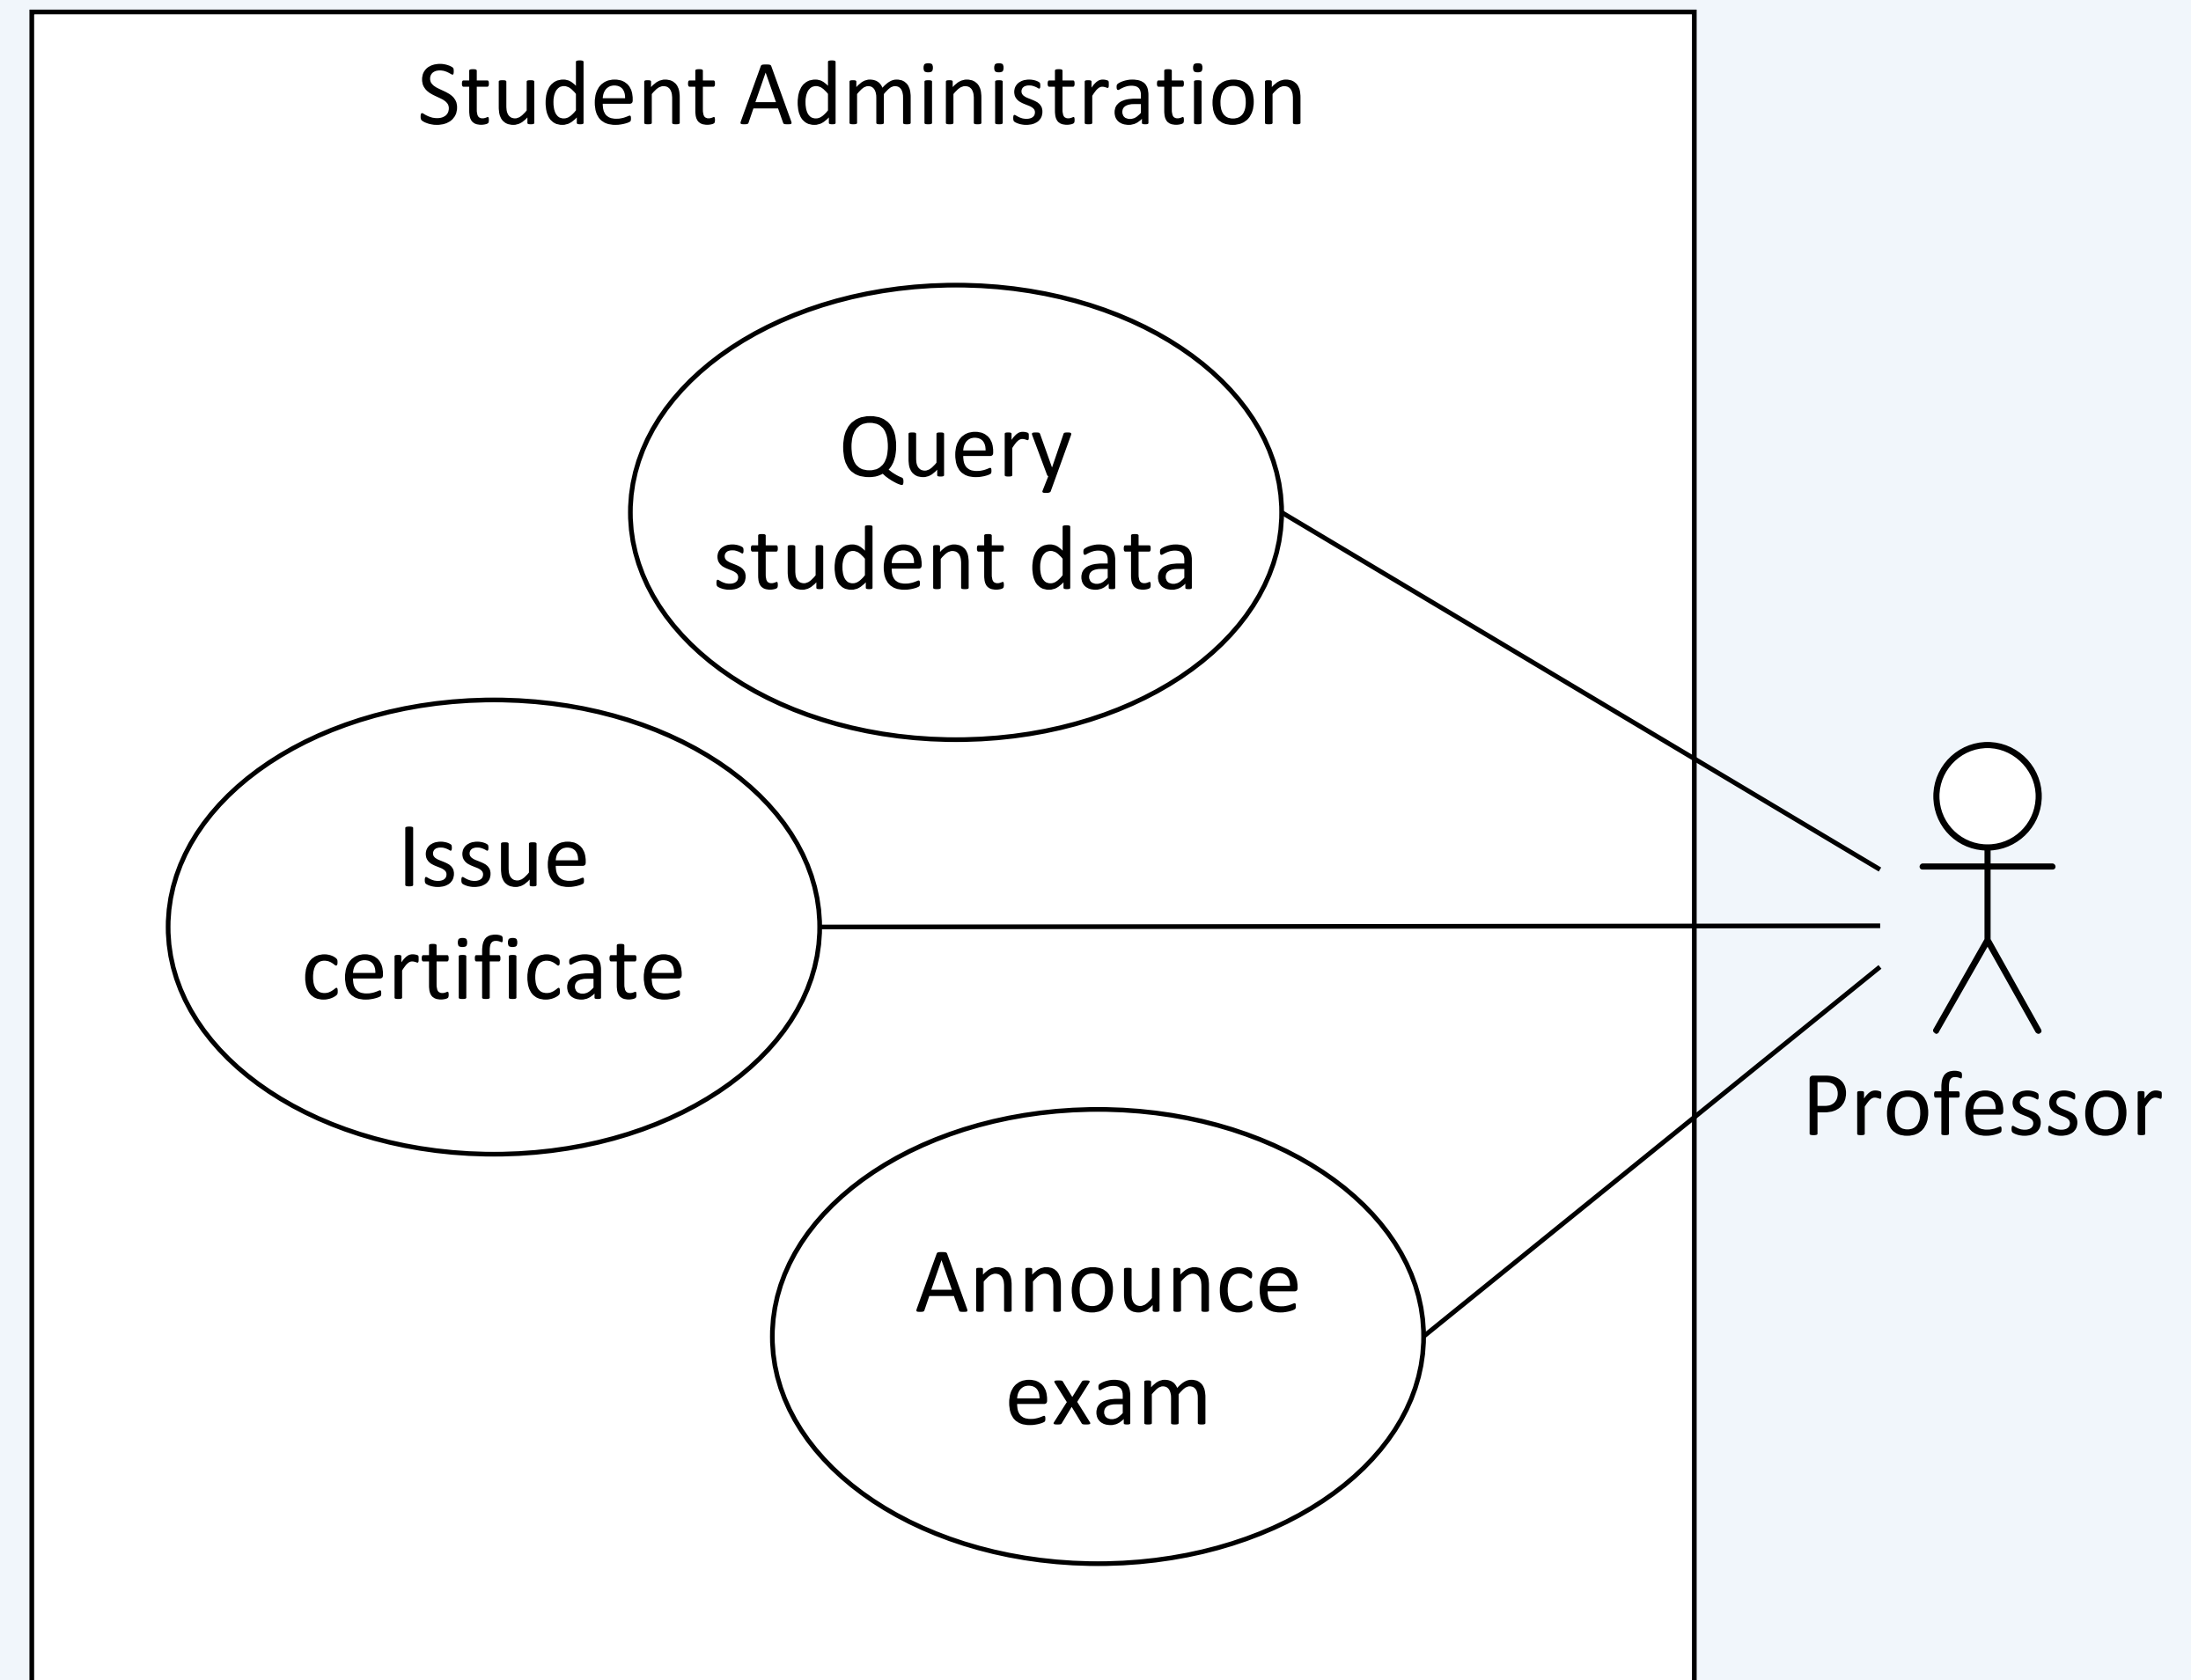 Student Administration
Query
student data
Issue
certificate
Professor
Announce
exam